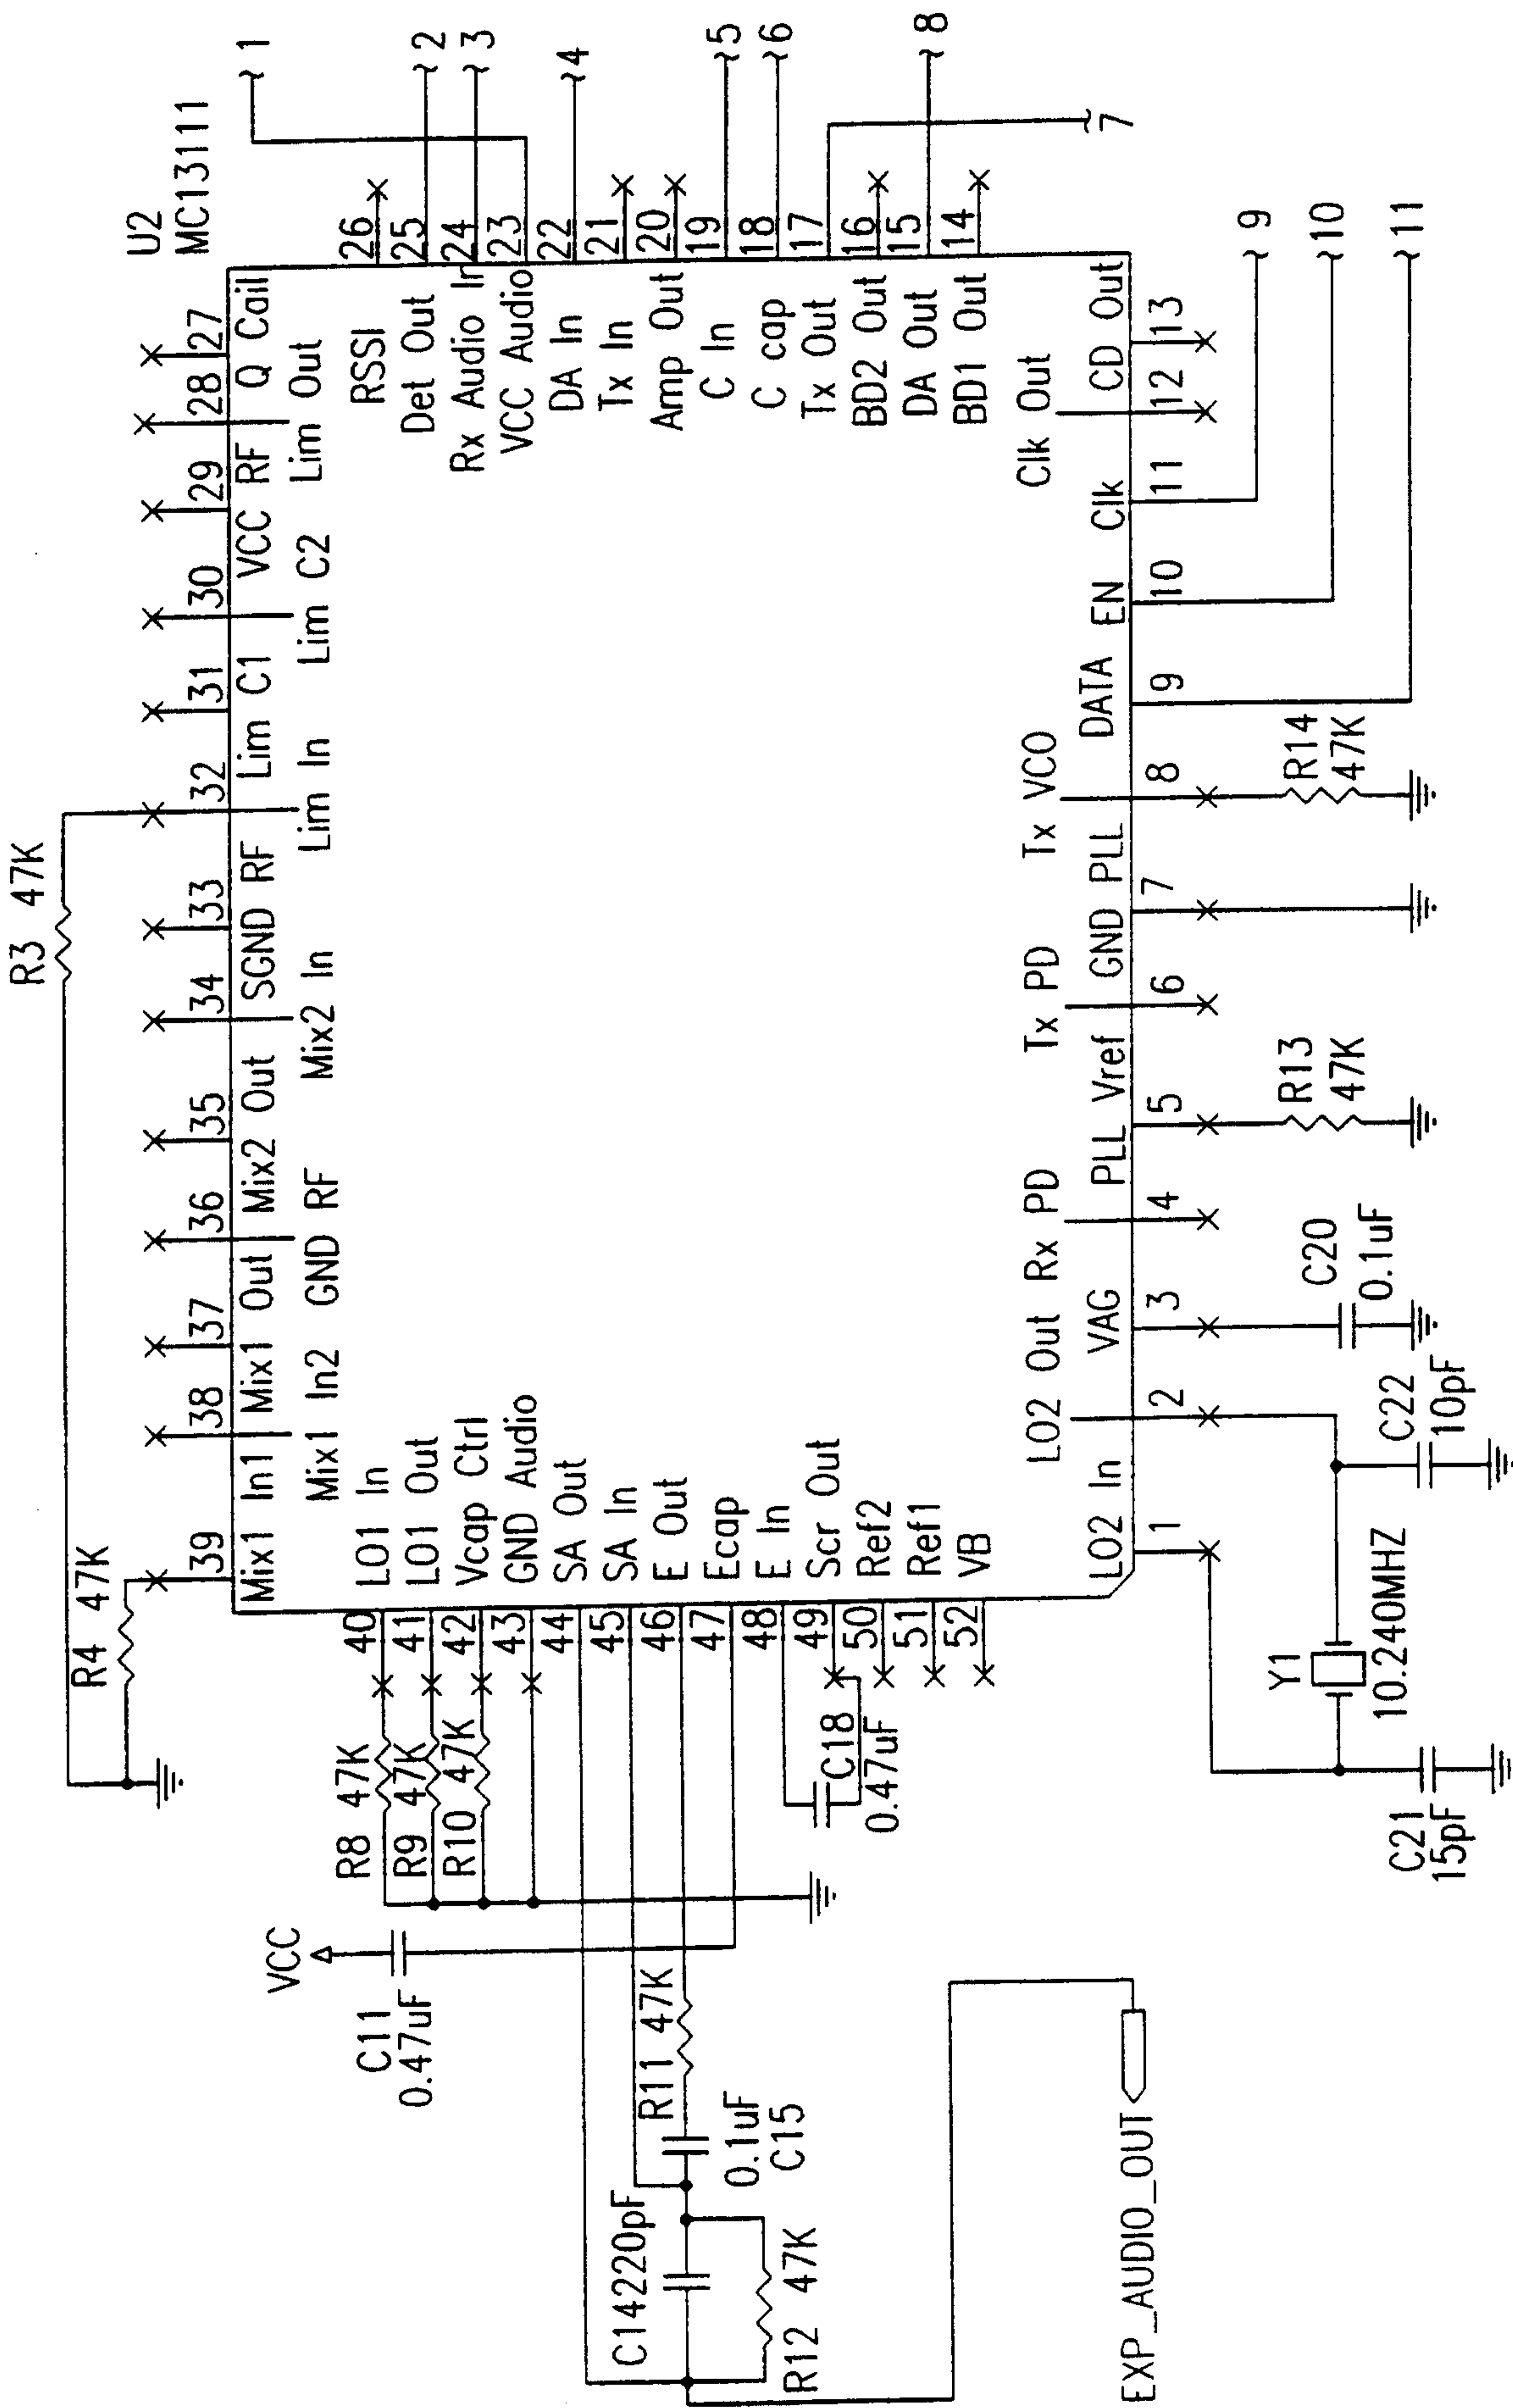 U2
MC13111
1
2
3
4
5
6
7
8
9
10
11
R3 47K
R4 47K
39
38
37
36
35
34
33
32
31
30
29
28
27
Mix1 In1
Mix1 In2
Mix1 Out
GND RF
Mix2 Out
Mix2 In
SGND RF
Lim In
Lim C1
Lim C2
VCC RF
Lim Out
Q Cail
26
RSSI
25
Det Out
24
Rx Audio In
23
VCC Audio
22
DA In
21
Tx In
20
Amp Out
19
C In
18
C cap
17
Tx Out
16
BD2 Out
15
DA Out
14
BD1 Out
40
LO1 In
41
LO1 Out
42
Vcap Ctrl
43
GND Audio
44
SA Out
45
SA In
46
E Out
47
Ecap
48
E In
49
Scr Out
50
Ref2
51
Ref1
52
VB
LO2 In
LO2 Out
VAG
Rx PD
PLL Vref
Tx PD
GND PLL
Tx VCO
DATA
EN
Clk
Clk Out
CD Out
1
2
3
4
5
6
7
8
9
10
11
12
13
R8 47K
R9 47K
R10 47K
VCC
C11
0.47uF
R11 47K
0.1uF
C15
C14220pF
R12 47K
C18
0.47uF
EXP_AUDIO_OUT
Y1
10.240MHZ
C21
15pF
C22
10pF
C20
0.1uF
R13
47K
R14
47K